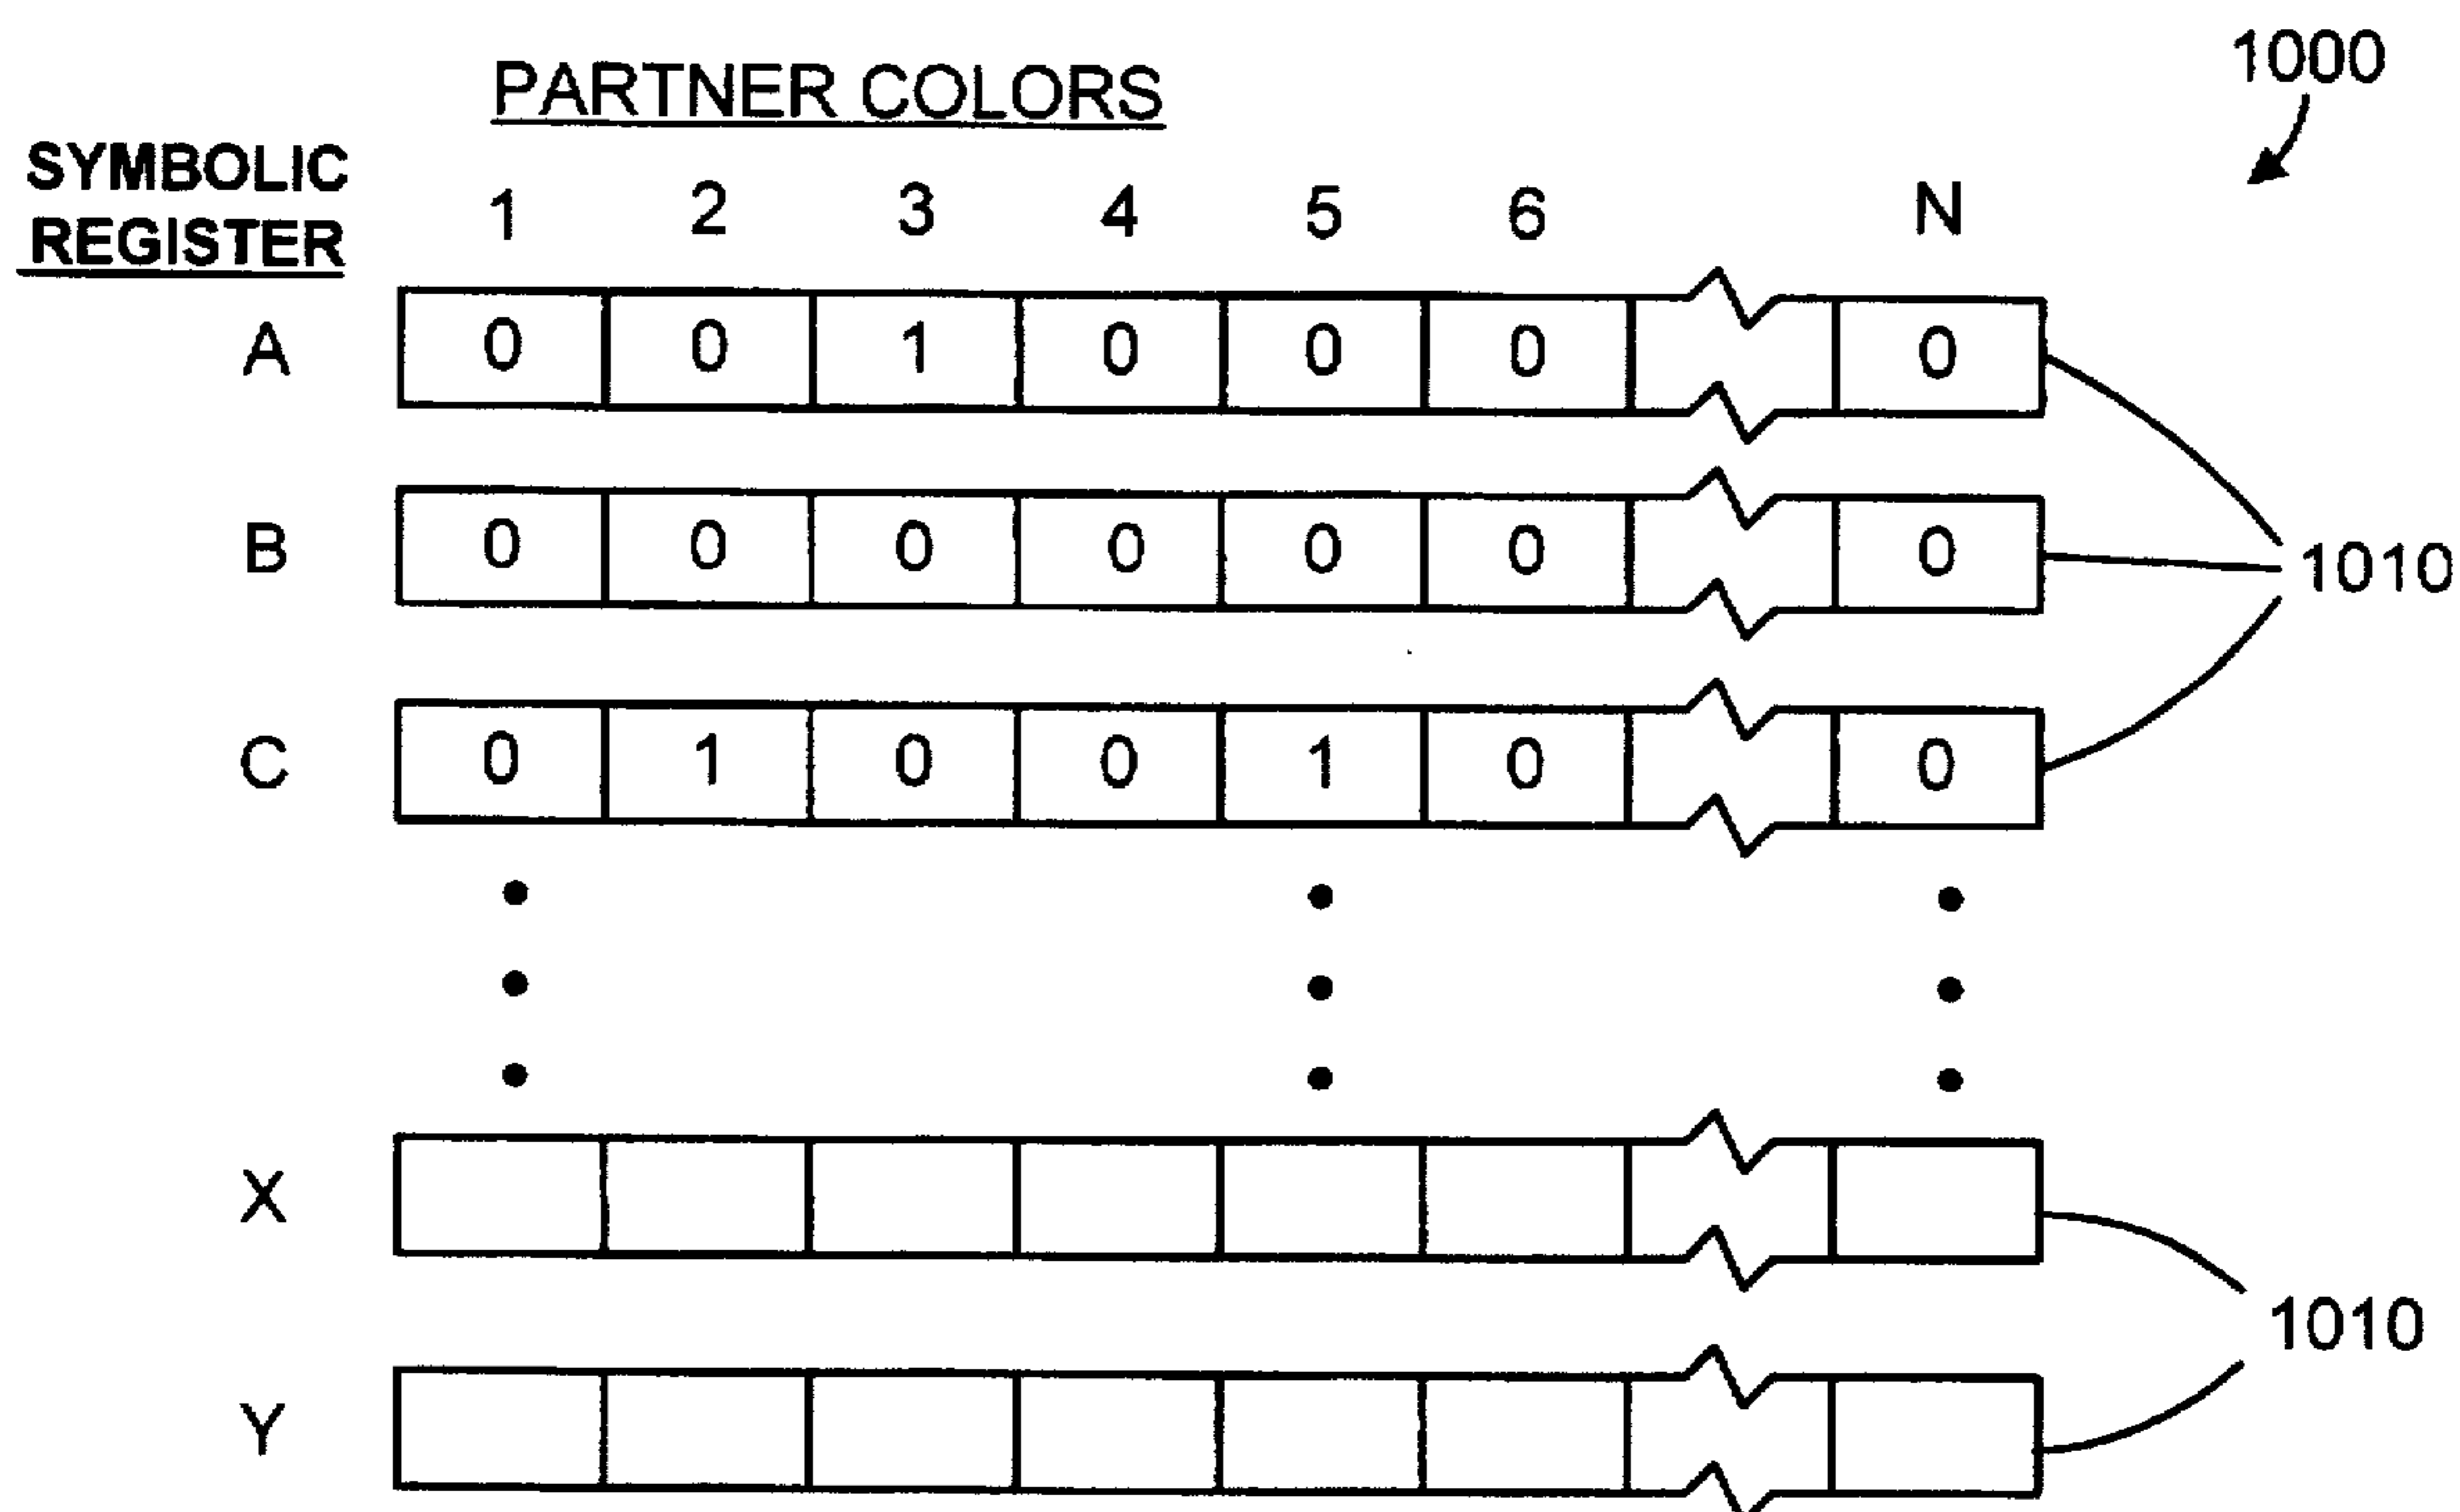 1000
PARTNER COLORS
SYMBOLIC
REGISTER
1 2 3 4 5 6 N
A 0 0 1 0 0 0 0
B 0 0 0 0 0 0 0
1010
C 0 1 0 0 1 0 0
X
1010
Y